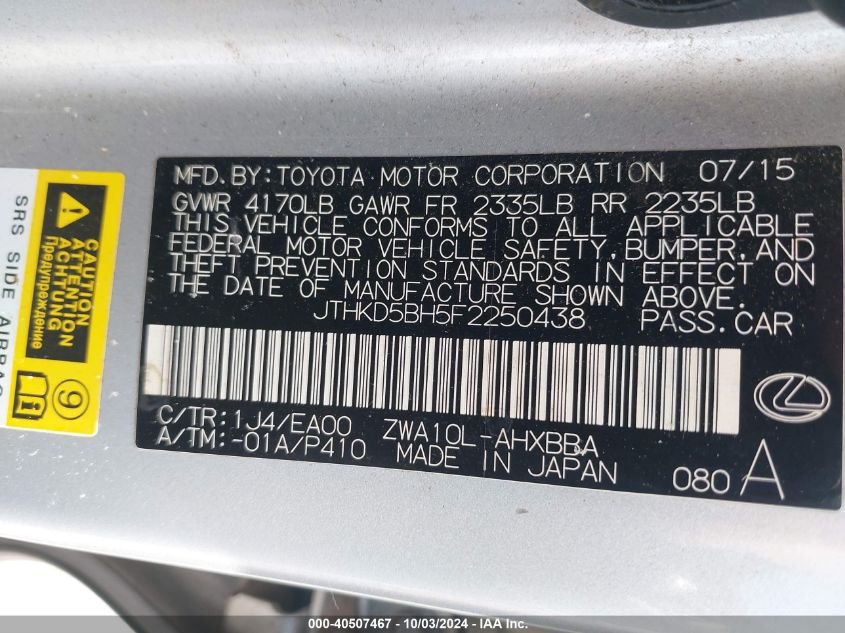 MFD. BY: TOYOTA MOTOR CORPORATION 07/15
GVWR 4170LB GAWR FR 2335LB RR 2235LB
THIS VEHICLE CONFORMS TO ALL APPLICABLE
FEDERAL MOTOR VEHICLE SAFETY, BUMPER, AND
THEFT PREVENTION STANDARDS IN EFFECT ON
THE DATE OF MANUFACTURE SHOWN ABOVE.
JTHKD5BH5F2250438 PASS.CAR
C/TR: 1J4/EA00 ZWA10L-AHXBBA
A/TM: -01A/P410 MADE IN JAPAN
080 A
CAUTION
ATTENTION
ACHTUNG
Предупреждение
9
SRS SIDE AIRBAG
000-40507467 - 10/03/2024 - IAA Inc.